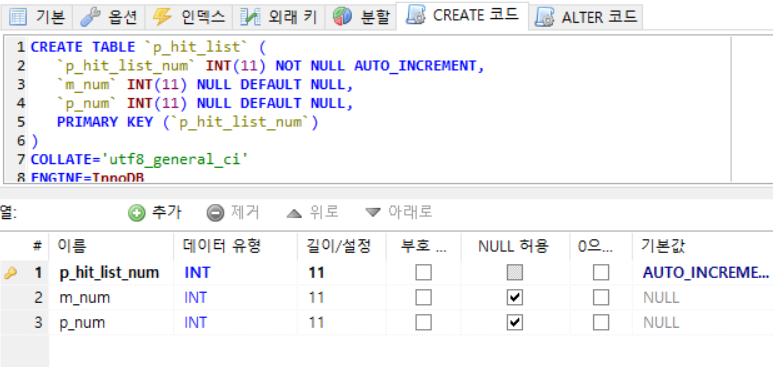 기본 옵션 인덱스 외래 키 분할 CREATE 코드 ALTER 코드
1 CREATE TABLE `p_hit_list` (
2 `p_hit_list_num` INT(11) NOT NULL AUTO_INCREMENT,
3 `m_num` INT(11) NULL DEFAULT NULL,
4 `p_num` INT(11) NULL DEFAULT NULL,
5 PRIMARY KEY (`p_hit_list_num`)
6 )
7 COLLATE='utf8_general_ci'
8 ENGINE=InnoDB
열: 추가 제거 위로 아래로
# 이름 데이터 유형 길이/설정 부호 ... NULL 허용 0으... 기본값
1 p_hit_list_num INT 11 AUTO_INCREME...
2 m_num INT 11 NULL
3 p_num INT 11 NULL